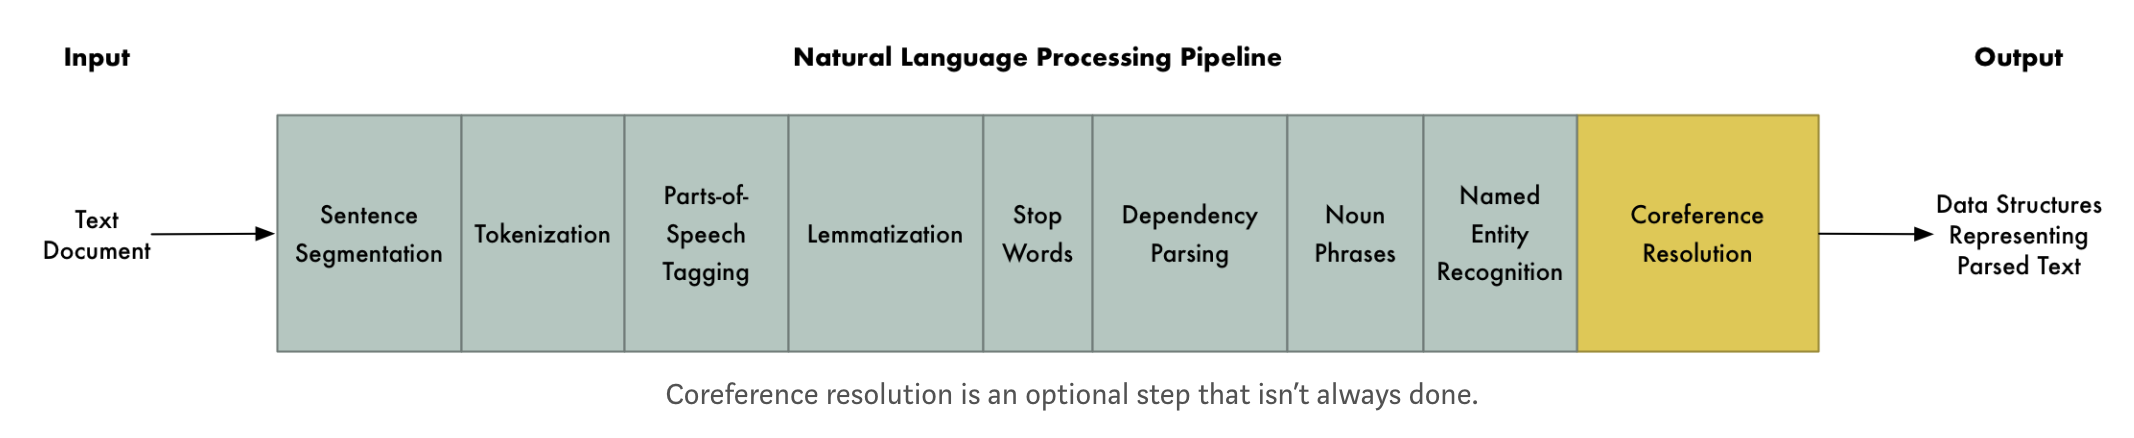 Input
Natural Language Processing Pipeline
Output
Text
Document
Sentence
Segmentation
Tokenization
Parts-of-
Speech
Tagging
Lemmatization
Stop
Words
Dependency
Parsing
Noun
Phrases
Named
Entity
Recognition
Coreference
Resolution
Data Structures
Representing
Parsed Text
Coreference resolution is an optional step that isn’t always done.